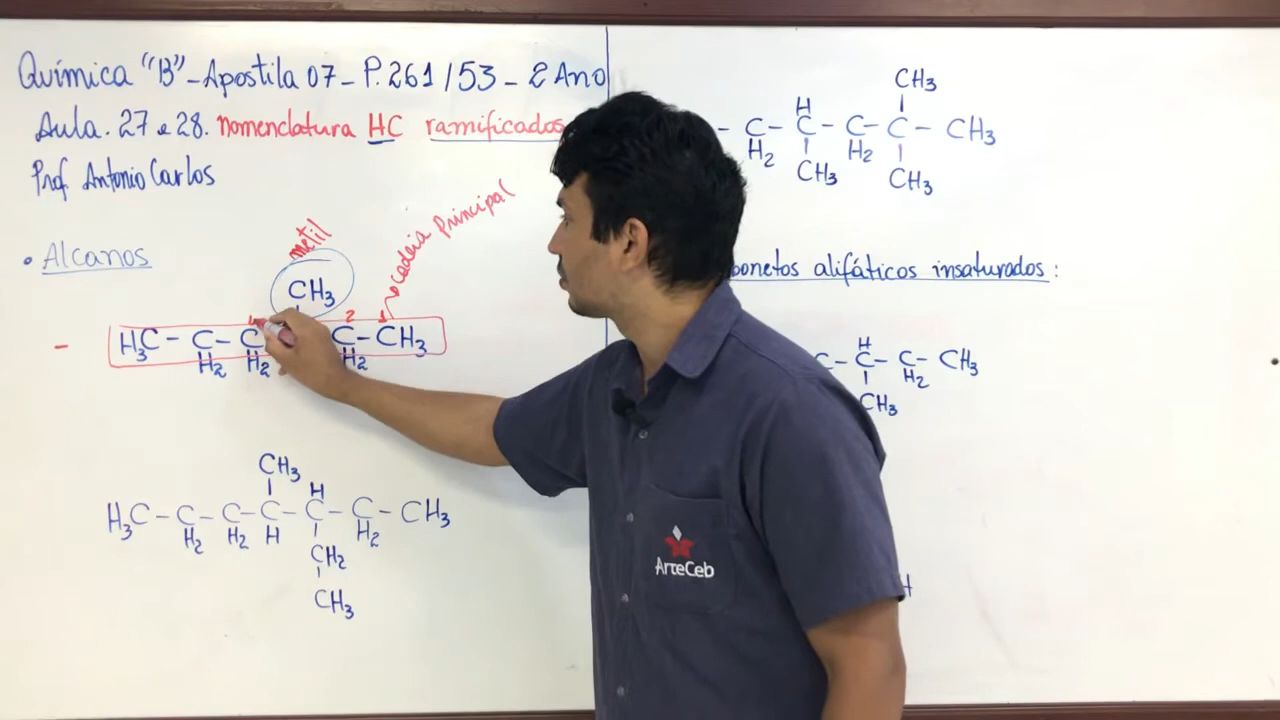 Química "B" - Apostila 07 - P. 261/53 - 2 Ano
Aula. 27 e 28. nomenclatura HC ramificados
Prof. Antonio Carlos
• Alcanos
metil
cadeia Principal
CH3
4 2 1
- H3C - C - C C - CH3
H2 H2 H2
CH3
H
H3C - C - C - C - C - C - CH3
H2 H2 H H2
CH2
CH3
CH3
H
- C - C - C - C - CH3
H2 H2
CH3 CH3
bonetos alifáticos insaturados:
H
C - C - C - CH3
H2
CH3
H
ArteCeb